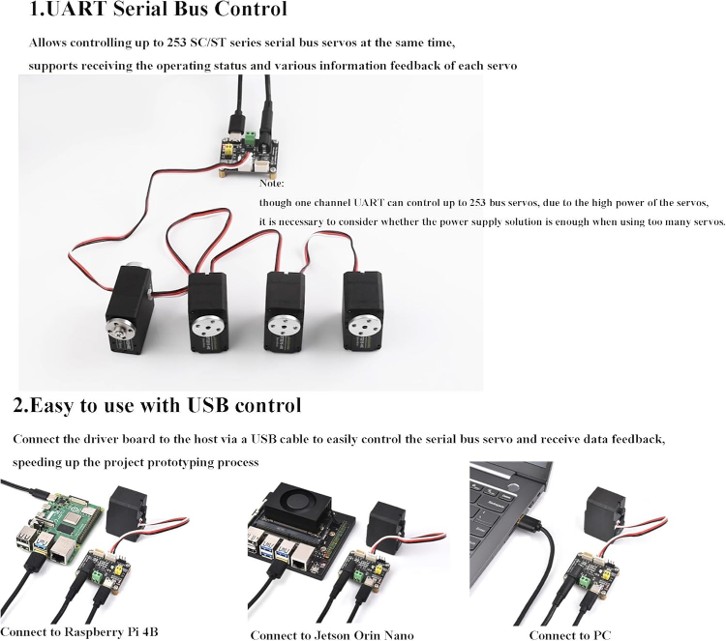 1.UART Serial Bus Control
Allows controlling up to 253 SC/ST series serial bus servos at the same time,
supports receiving the operating status and various information feedback of each servo
Note:
though one channel UART can control up to 253 bus servos, due to the high power of the servos,
it is necessary to consider whether the power supply solution is enough when using too many servos.
2.Easy to use with USB control
Connect the driver board to the host via a USB cable to easily control the serial bus servo and receive data feedback,
speeding up the project prototyping process
Connect to Raspberry Pi 4B
Connect to Jetson Orin Nano
Connect to PC